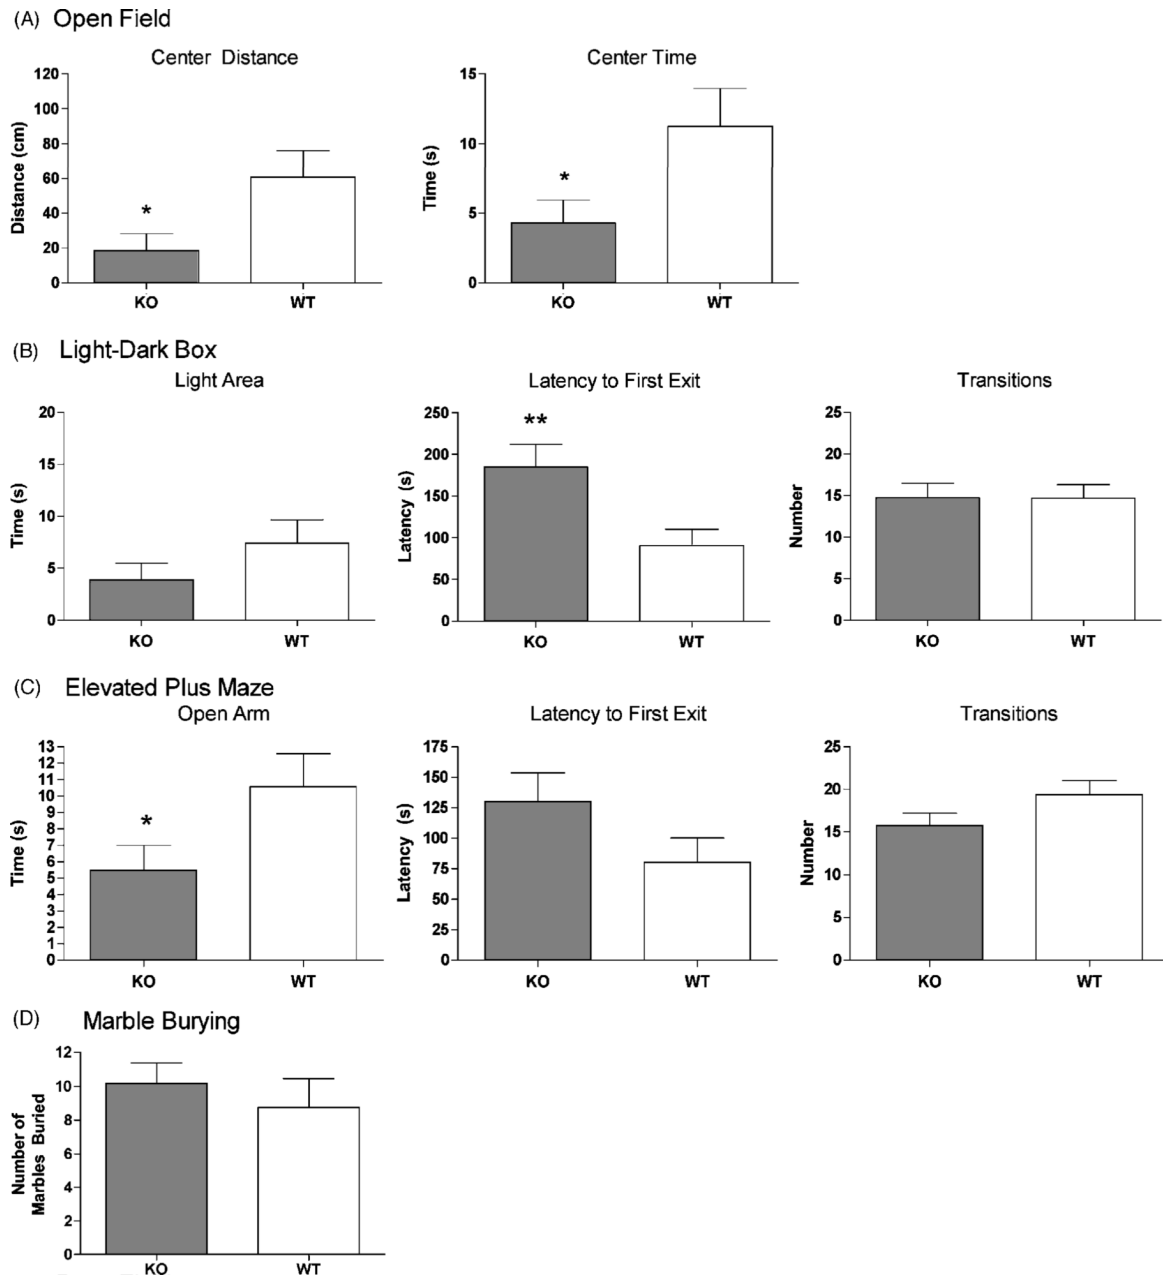 (A) Open Field
Center Distance
Center Time
120
100
80
60
40
20
0
Distance (cm)
*
KO
WT
15
10
5
0
Time (s)
*
KO
WT
(B) Light-Dark Box
Light Area
Latency to First Exit
Transitions
20
15
10
5
0
Time (s)
KO
WT
250
200
150
100
50
0
Latency (s)
**
KO
WT
25
20
15
10
5
0
Number
KO
WT
(C) Elevated Plus Maze
Open Arm
Latency to First Exit
Transitions
13
12
11
10
9
8
7
6
5
4
3
2
1
0
Time (s)
*
KO
WT
175
150
125
100
75
50
25
0
Latency (s)
KO
WT
25
20
15
10
5
0
Number
KO
WT
(D) Marble Burying
12
10
8
6
4
2
0
Number of
Marbles Buried
KO
WT